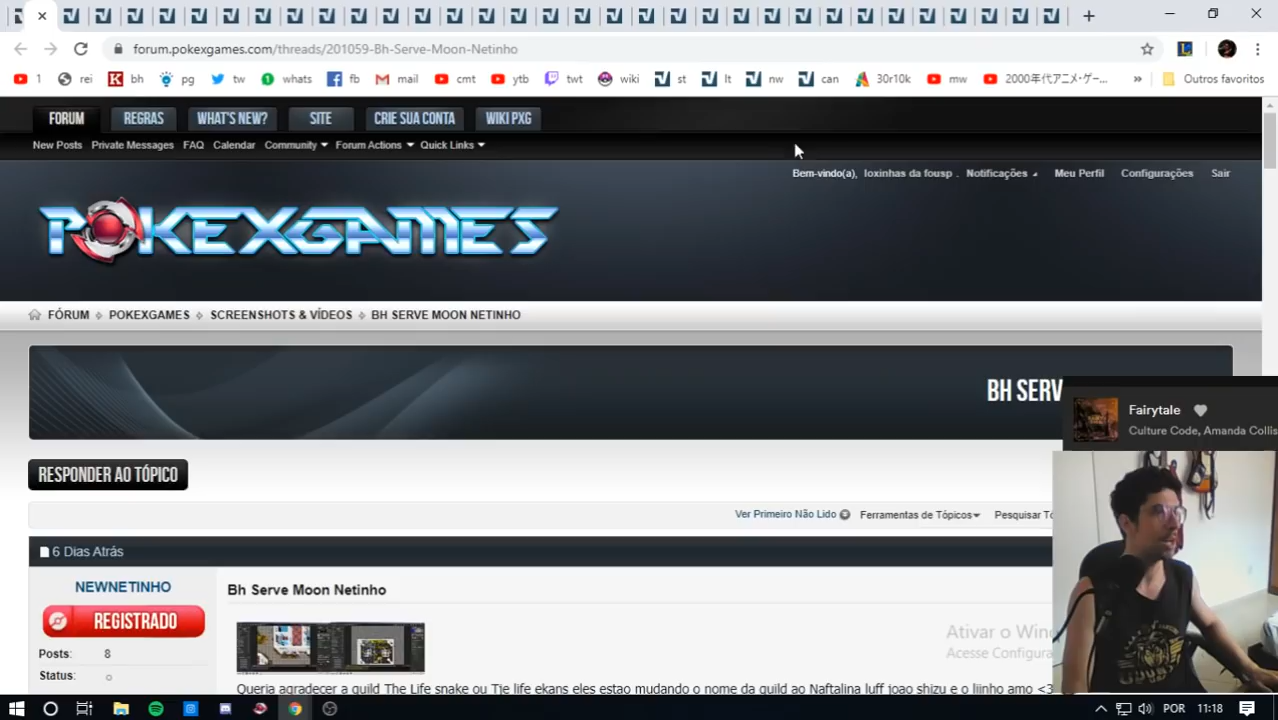 forum.pokexgames.com/threads/201059-Bh-Serve-Moon-Netinho
1 rei bh pg tw whats fb mail cmt ytb twt wiki st lt nw can 30r10k mw 2000年代アニメ・ゲー... » Outros favoritos
FORUM REGRAS WHAT'S NEW? SITE CRIE SUA CONTA WIKI PXG
New Posts Private Messages FAQ Calendar Community Forum Actions Quick Links
Bem-vindo(a), loxinhas da fousp . Notificações Meu Perfil Configurações Sair
POKEXGAMES
FÓRUM POKEXGAMES SCREENSHOTS & VÍDEOS BH SERVE MOON NETINHO
BH SERV
Fairytale
Culture Code, Amanda Collis
RESPONDER AO TÓPICO
Ver Primeiro Não Lido Ferramentas de Tópicos Pesquisar Tó
6 Dias Atrás
NEWNETINHO
Bh Serve Moon Netinho
REGISTRADO
Posts: 8
Status:
Ativar o Win
Acesse Configura
Queria agradecer a guild The Life snake ou Tje life ekans eles estao mudando o nome da guild ao Naftalina luff joao shizu e o liinho amo <3
POR 11:18